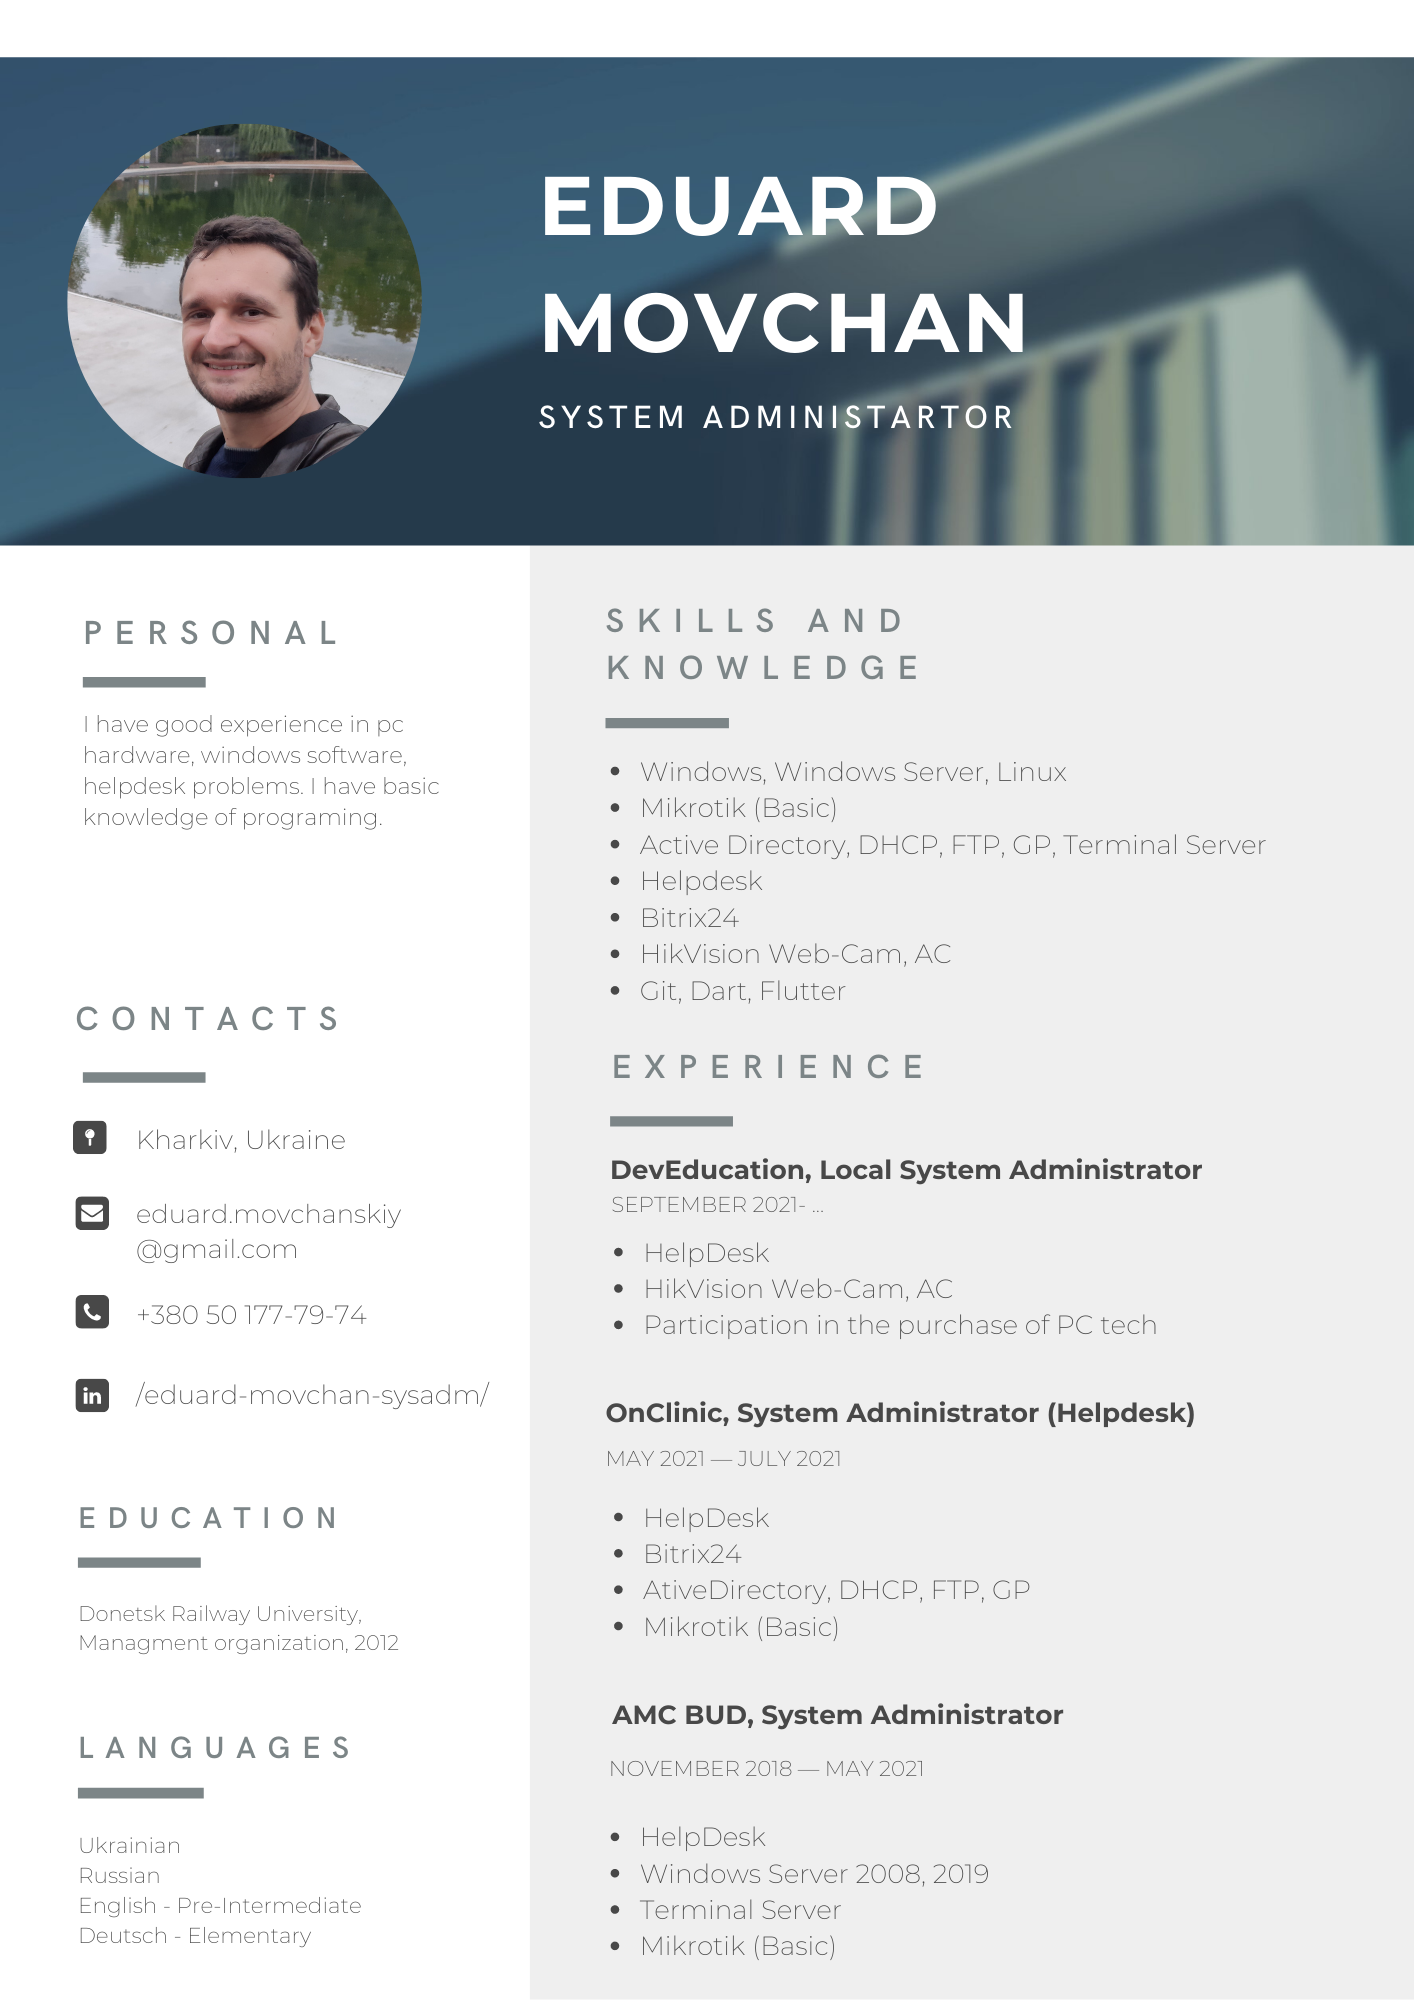 EDUARD
MOVCHAN
SYSTEM ADMINISTARTOR
PERSONAL
I have good experience in pc
hardware, windows software,
helpdesk problems. I have basic
knowledge of programing.
CONTACTS
Kharkiv, Ukraine
eduard.movchanskiy
@gmail.com
+380 50 177-79-74
/eduard-movchan-sysadm/
EDUCATION
Donetsk Railway University,
Managment organization, 2012
LANGUAGES
Ukrainian
Russian
English - Pre-Intermediate
Deutsch - Elementary
SKILLS AND
KNOWLEDGE
• Windows, Windows Server, Linux
• Mikrotik (Basic)
• Active Directory, DHCP, FTP, GP, Terminal Server
• Helpdesk
• Bitrix24
• HikVision Web-Cam, AC
• Git, Dart, Flutter
EXPERIENCE
DevEducation, Local System Administrator
SEPTEMBER 2021- ...
• HelpDesk
• HikVision Web-Cam, AC
• Participation in the purchase of PC tech
OnClinic, System Administrator (Helpdesk)
MAY 2021 — JULY 2021
• HelpDesk
• Bitrix24
• AtiveDirectory, DHCP, FTP, GP
• Mikrotik (Basic)
AMC BUD, System Administrator
NOVEMBER 2018 — MAY 2021
• HelpDesk
• Windows Server 2008, 2019
• Terminal Server
• Mikrotik (Basic)